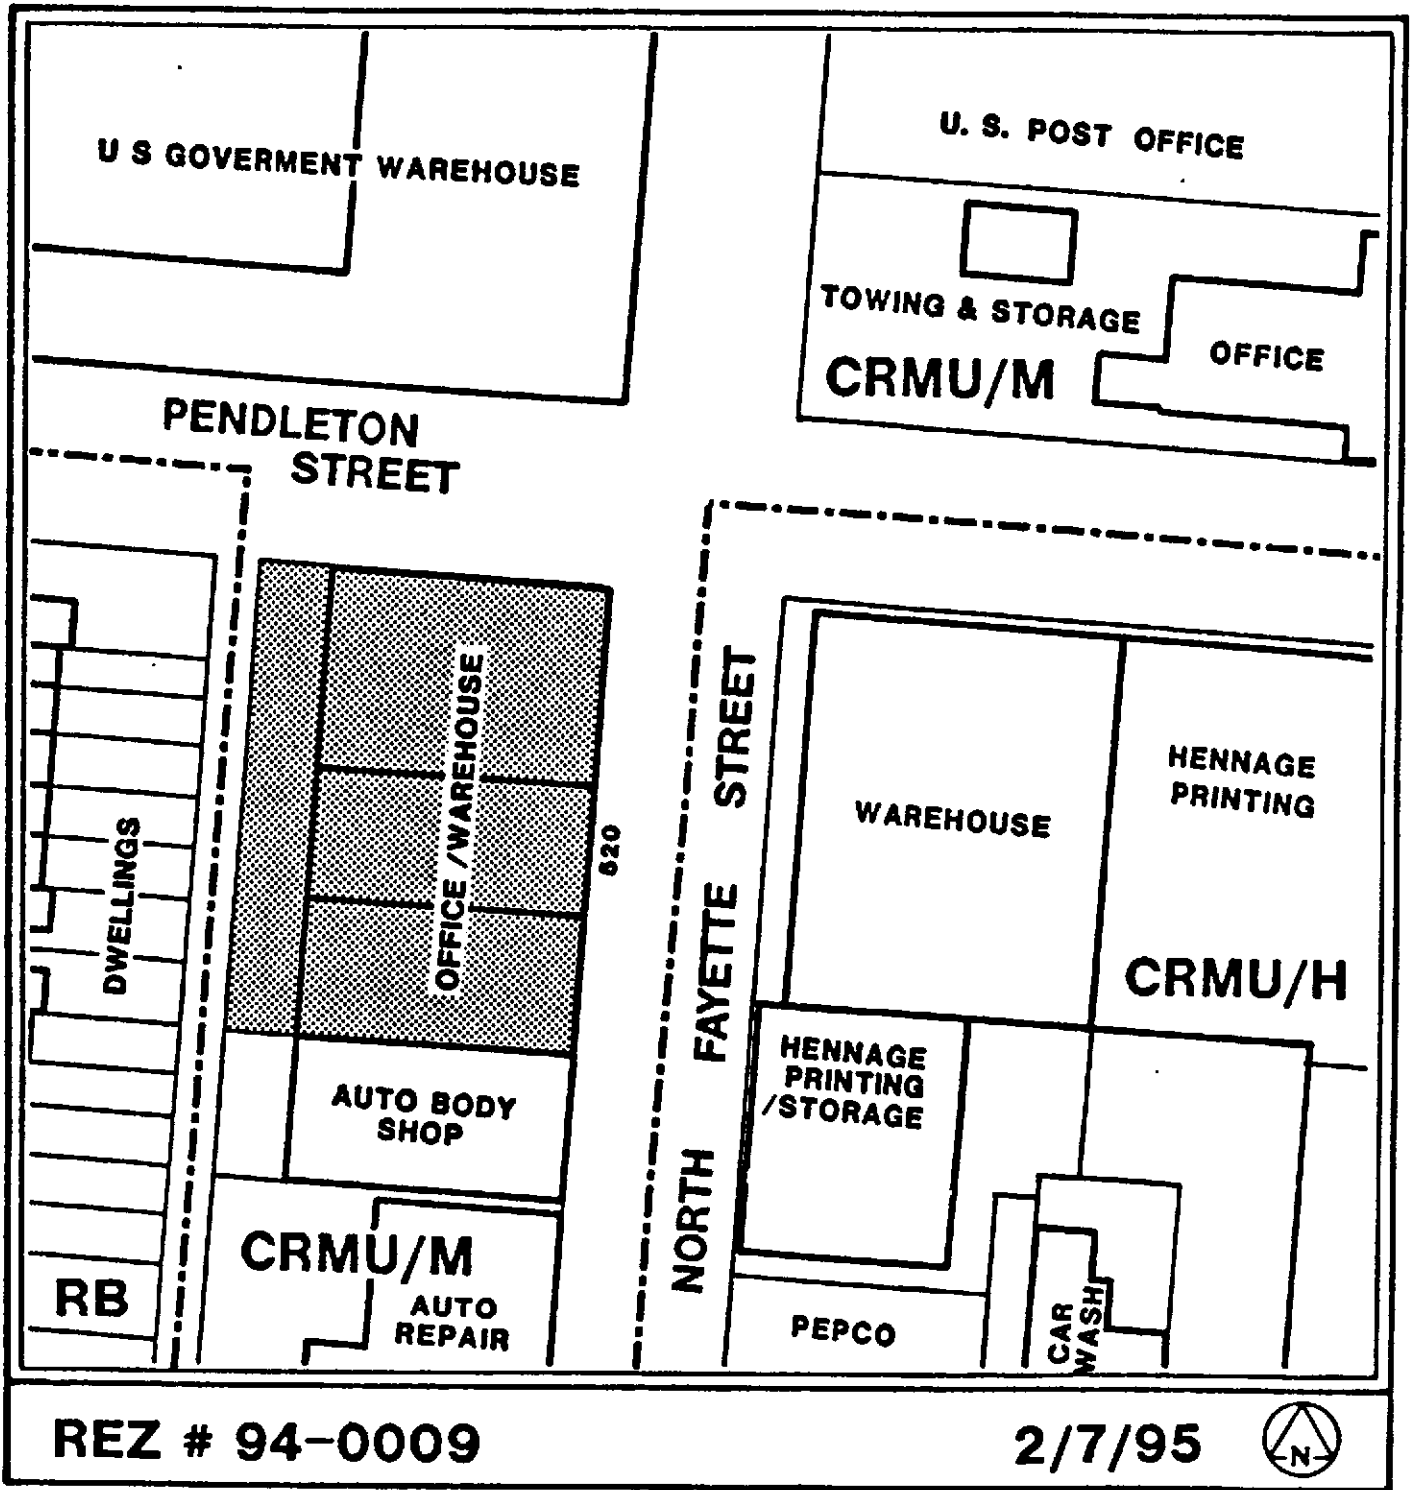 U S GOVERMENT WAREHOUSE
U. S. POST OFFICE
TOWING & STORAGE
OFFICE
CRMU/M
PENDLETON
STREET
OFFICE/WAREHOUSE
520
NORTH FAYETTE STREET
WAREHOUSE
HENNAGE
PRINTING
DWELLINGS
CRMU/H
HENNAGE
PRINTING
/STORAGE
AUTO BODY
SHOP
CRMU/M
RB
AUTO
REPAIR
PEPCO
CAR
WASH
REZ # 94-0009
2/7/95
N